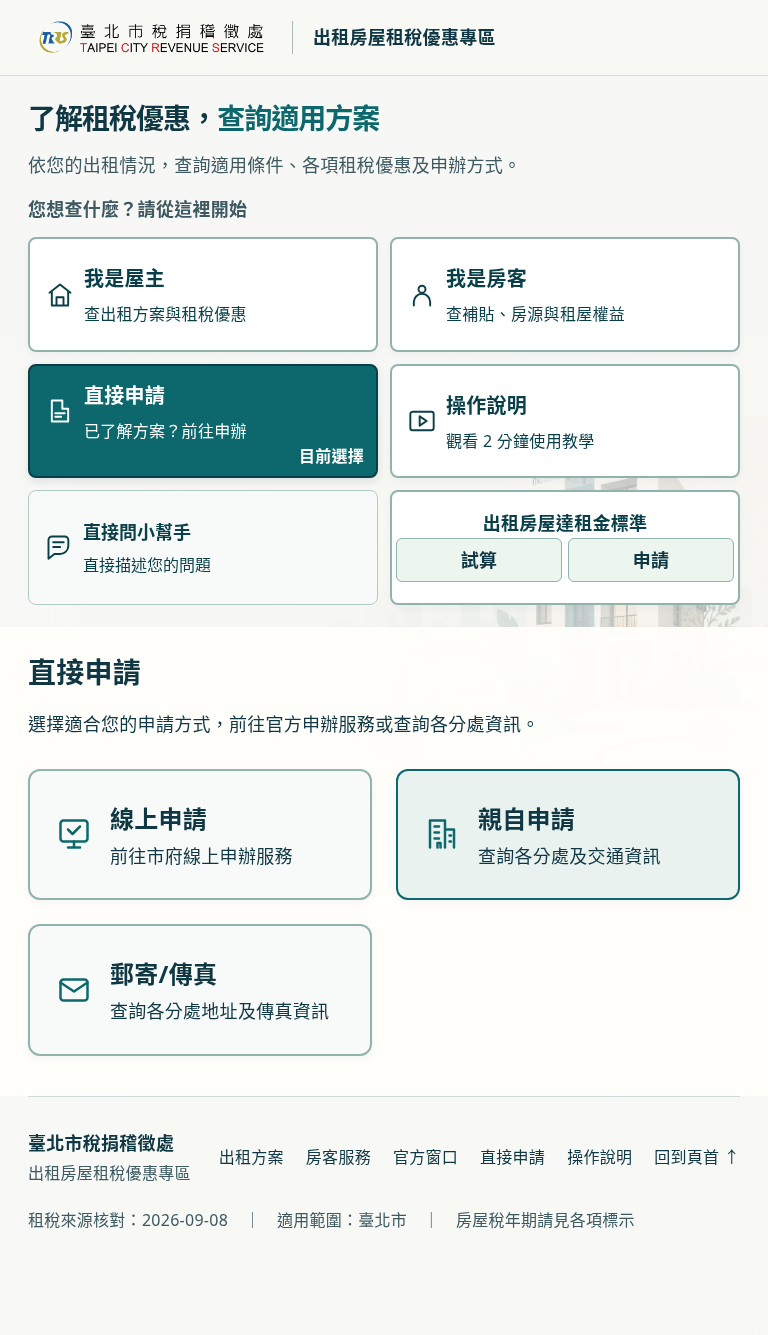 臺北市稅捐稽徵處
TAIPEI CITY REVENUE SERVICE
出租房屋租稅優惠專區
了解租稅優惠，查詢適用方案
依您的出租情況，查詢適用條件、各項租稅優惠及申辦方式。
您想查什麼？請從這裡開始
我是屋主
查出租方案與租稅優惠
我是房客
查補貼、房源與租屋權益
直接申請
已了解方案？前往申辦
目前選擇
操作說明
觀看 2 分鐘使用教學
直接問小幫手
直接描述您的問題
出租房屋達租金標準
試算
申請
直接申請
選擇適合您的申請方式，前往官方申辦服務或查詢各分處資訊。
線上申請
前往市府線上申辦服務
親自申請
查詢各分處及交通資訊
郵寄/傳真
查詢各分處地址及傳真資訊
臺北市稅捐稽徵處
出租房屋租稅優惠專區
出租方案 房客服務 官方窗口 直接申請 操作說明 回到頁首 ↑
租稅來源核對：2026-09-08 ｜ 適用範圍：臺北市 ｜ 房屋稅年期請見各項標示